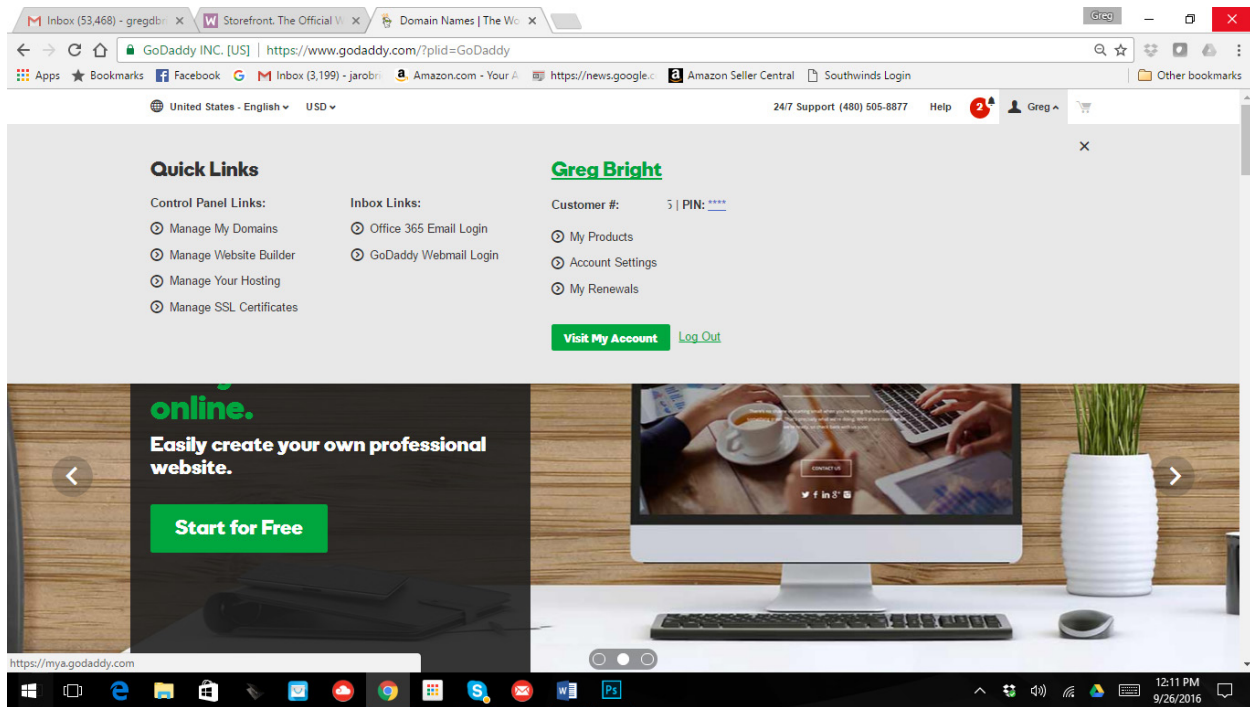 Inbox (53,468) - gregdbri
Storefront. The Official W
Domain Names | The Wo
Greg
GoDaddy INC. [US] | https://www.godaddy.com/?plid=GoDaddy
Apps
Bookmarks
Facebook
Inbox (3,199) - jarobri
Amazon.com - Your A
https://news.google.c
Amazon Seller Central
Southwinds Login
Other bookmarks
United States - English
USD
24/7 Support (480) 505-8877
Help
2
Greg
Quick Links
Control Panel Links:
Manage My Domains
Manage Website Builder
Manage Your Hosting
Manage SSL Certificates
Inbox Links:
Office 365 Email Login
GoDaddy Webmail Login
Greg Bright
Customer #: 5 | PIN: ****
My Products
Account Settings
My Renewals
Visit My Account
Log Out
online.
Easily create your own professional
website.
Start for Free
CONTACT US
https://mya.godaddy.com
Ps
12:11 PM
9/26/2016